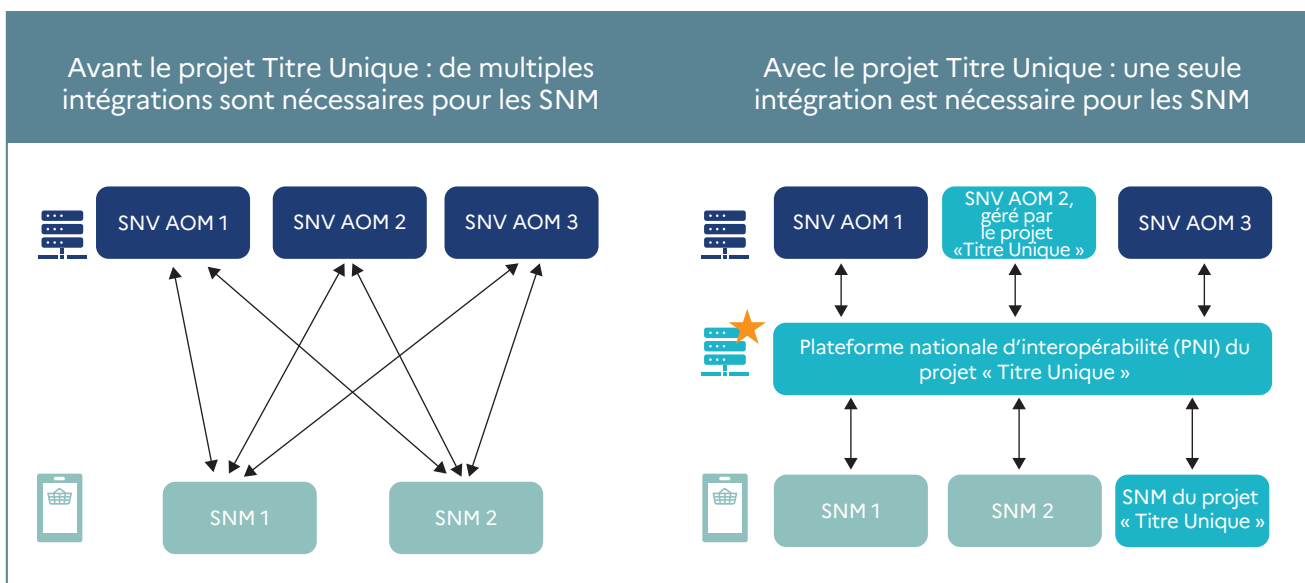 Avant le projet Titre Unique : de multiples
intégrations sont nécessaires pour les SNM
Avec le projet Titre Unique : une seule
intégration est nécessaire pour les SNM
SNV AOM 1
SNV AOM 2
SNV AOM 3
SNM 1
SNM 2
SNV AOM 1
SNV AOM 2,
géré par
le projet
«Titre Unique »
SNV AOM 3
Plateforme nationale d’interopérabilité (PNI) du
projet « Titre Unique »
SNM 1
SNM 2
SNM du projet
« Titre Unique »